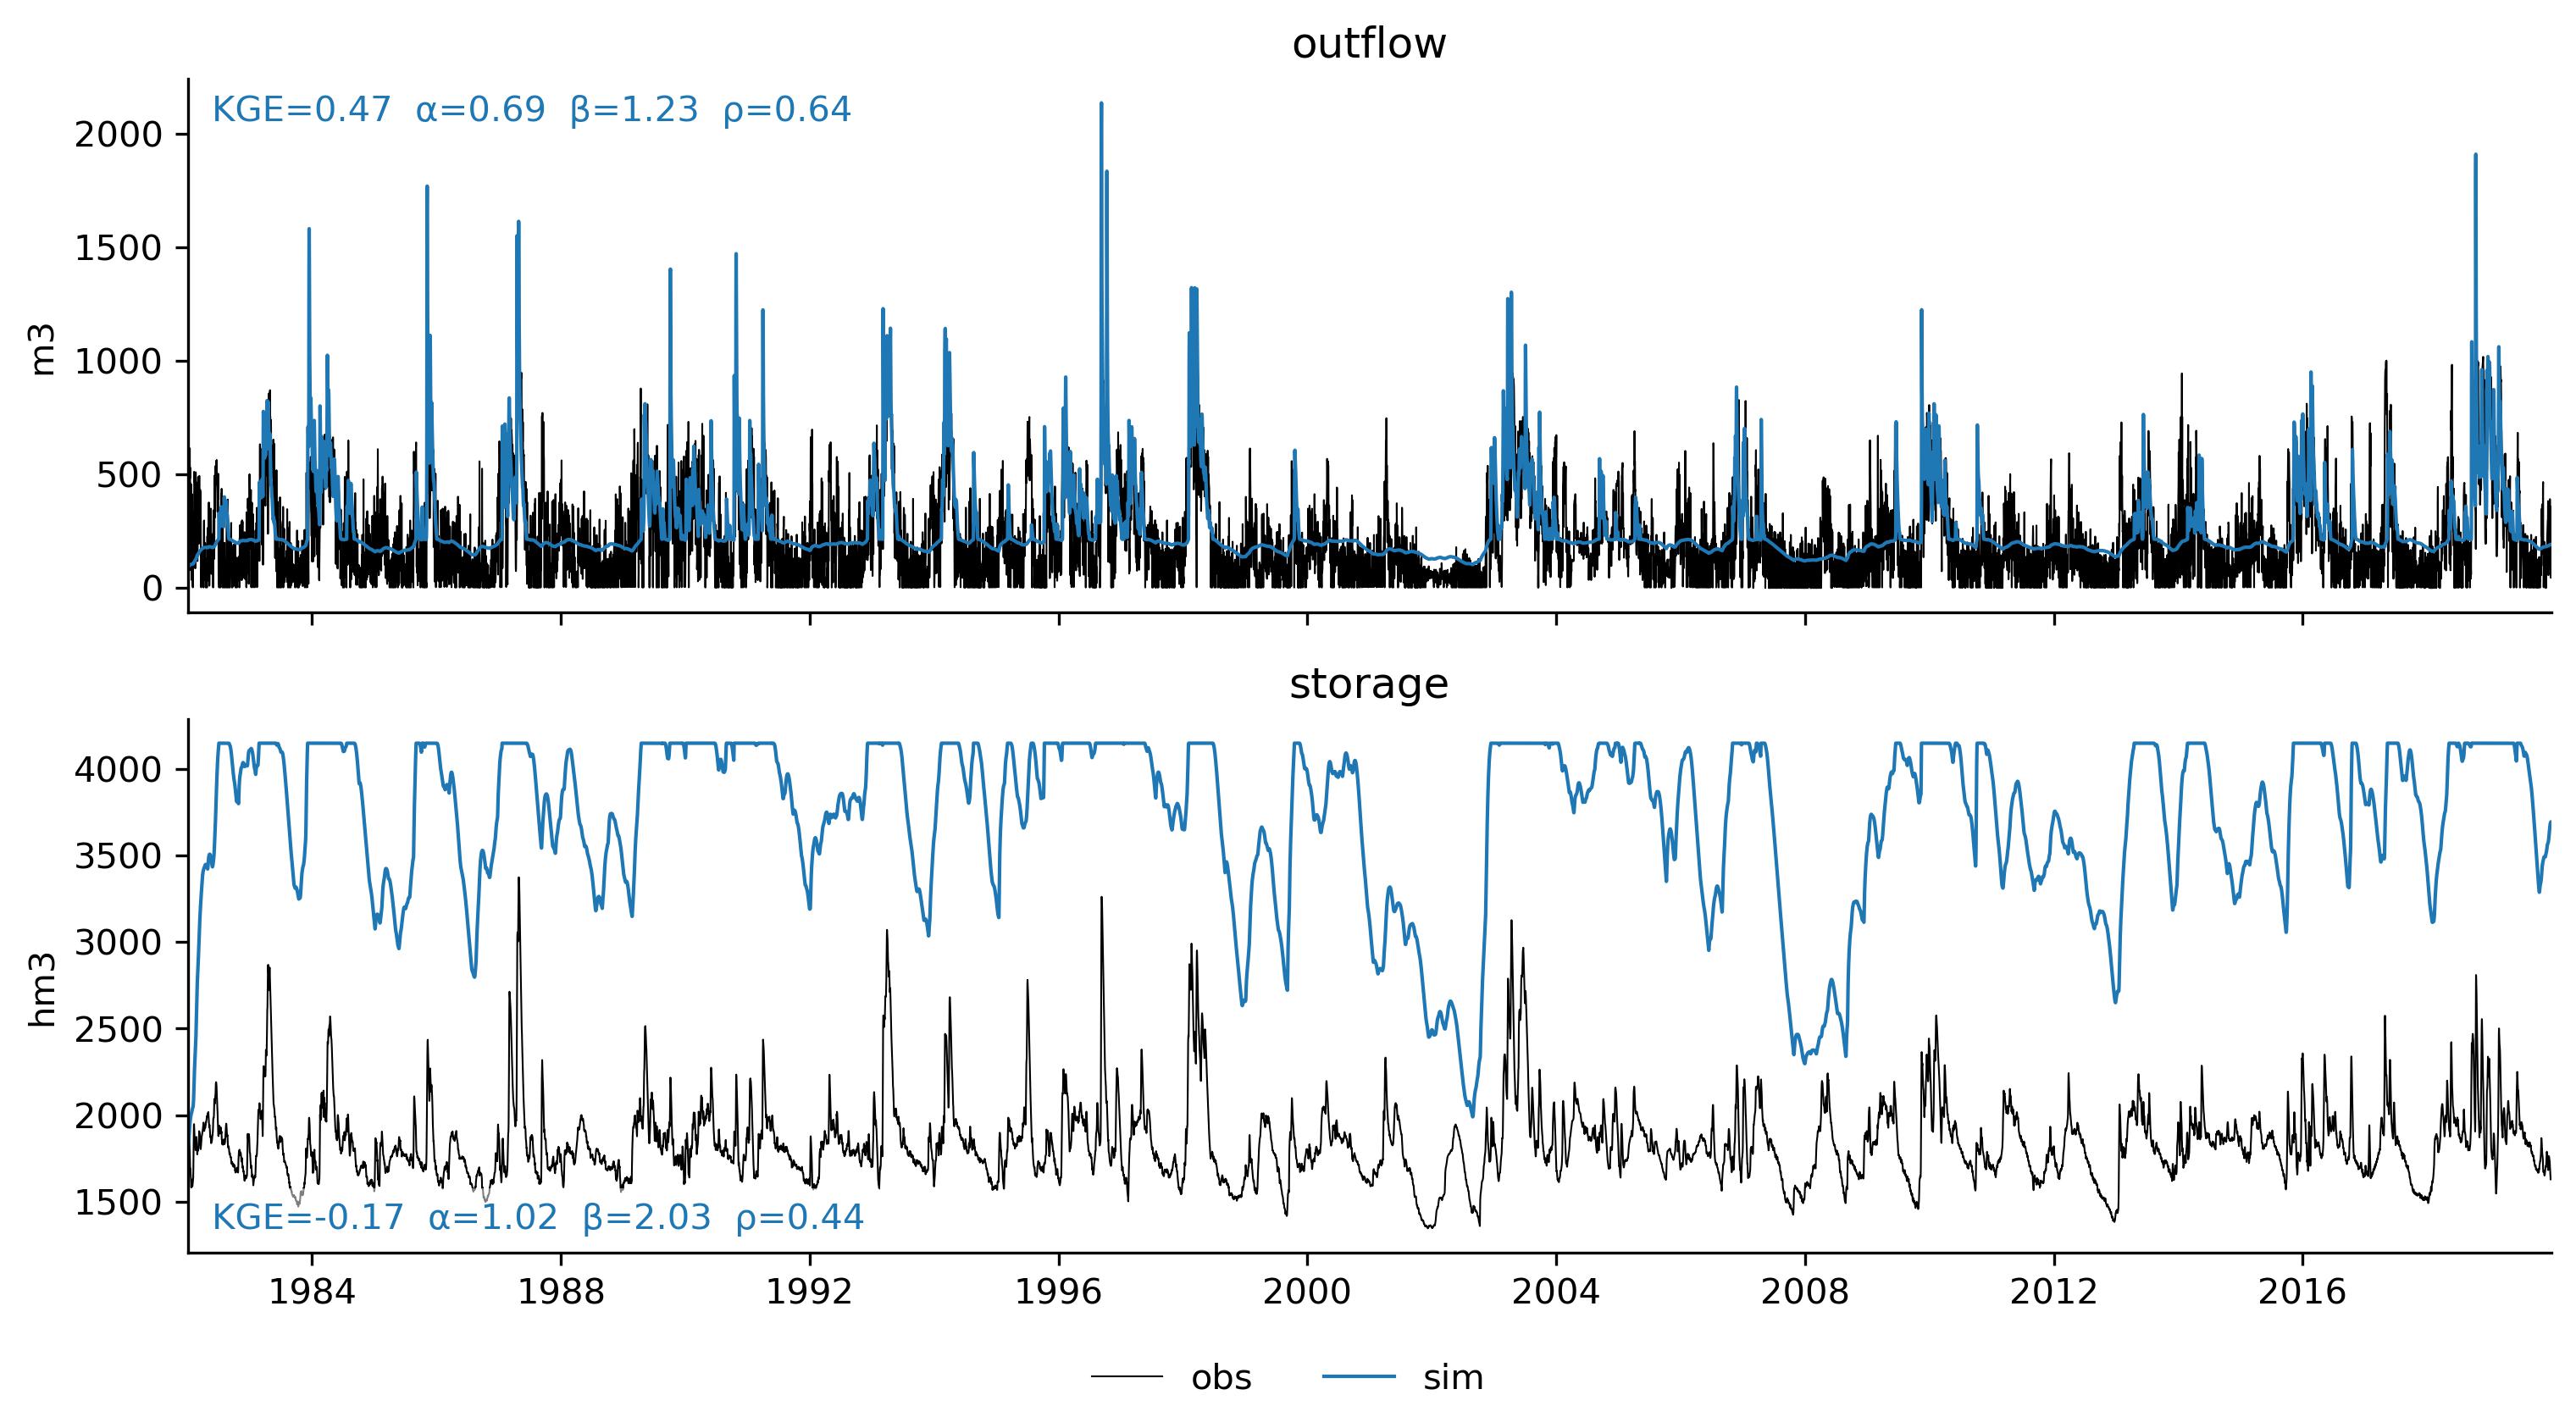 outflow
KGE=0.47 α=0.69 β=1.23 ρ=0.64
2000
1500
1000
500
0
m3
storage
4000
3500
3000
2500
2000
1500
hm3
KGE=-0.17 α=1.02 β=2.03 ρ=0.44
1984 1988 1992 1996 2000 2004 2008 2012 2016
obs sim